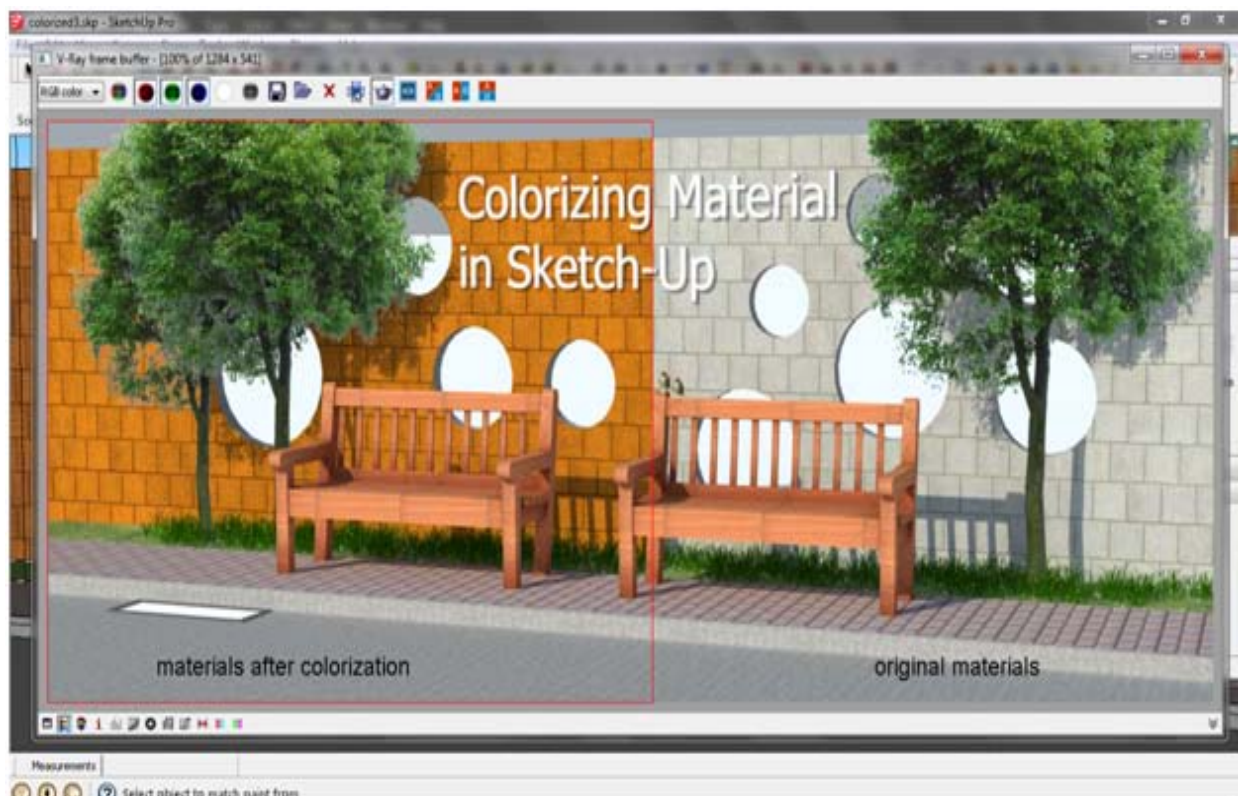 colorized3.skp - SketchUp Pro
V-Ray frame buffer - [100% of 1284 x 541]
RGB color
Colorizing Material
in Sketch-Up
materials after colorization
original materials
Measurements
Select object to match paint from